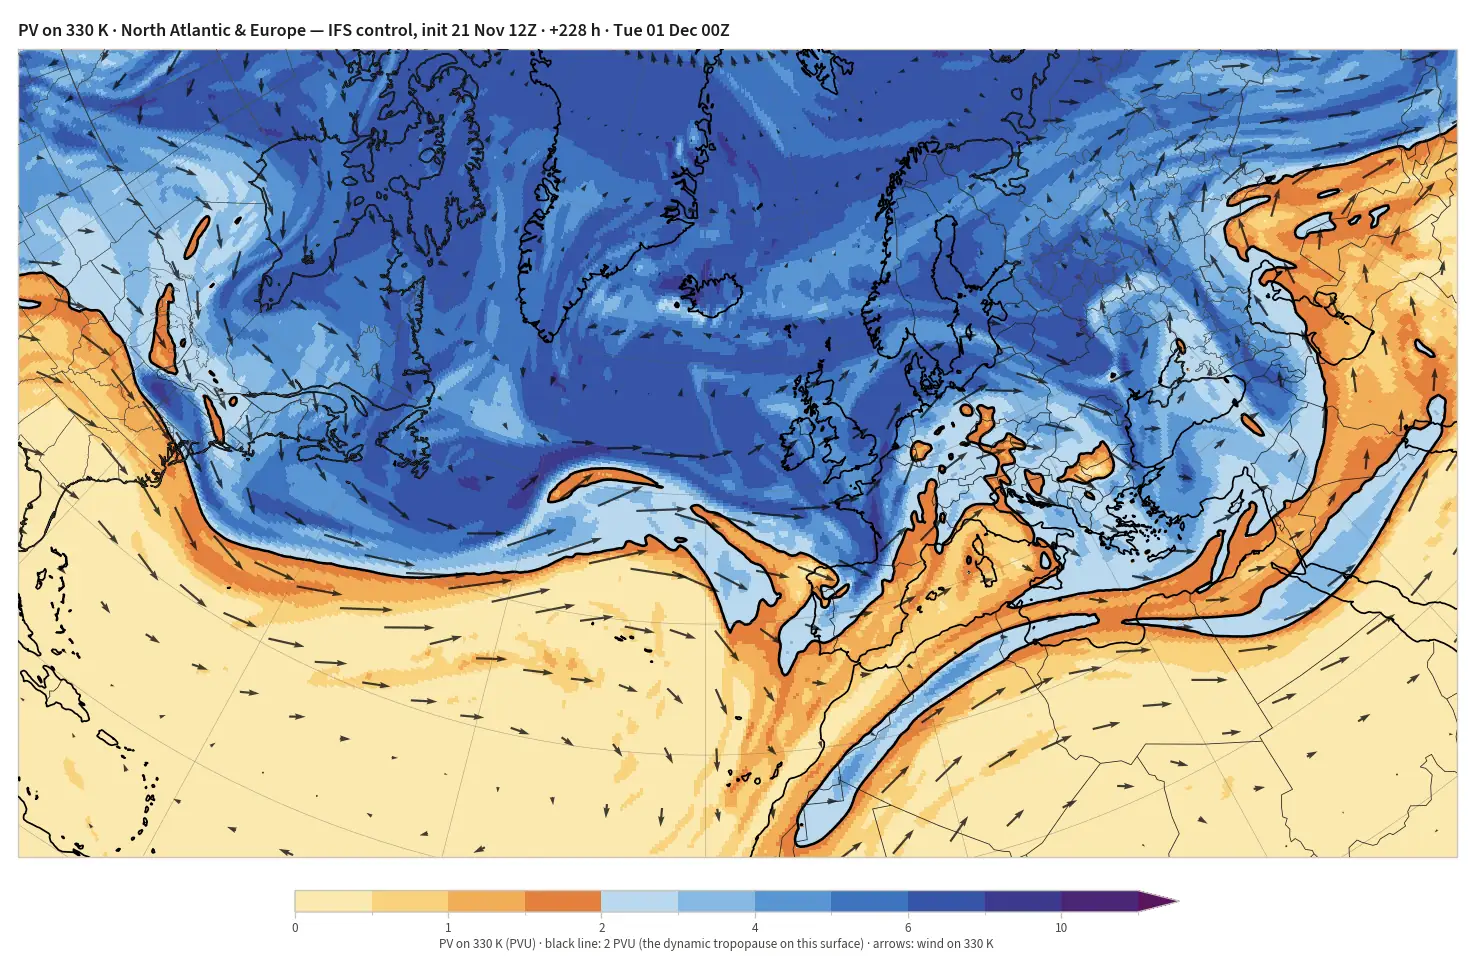 PV on 330 K · North Atlantic & Europe — IFS control, init 21 Nov 12Z · +228 h · Tue 01 Dec 00Z
0 1 2 4 6 10
PV on 330 K (PVU) · black line: 2 PVU (the dynamic tropopause on this surface) · arrows: wind on 330 K